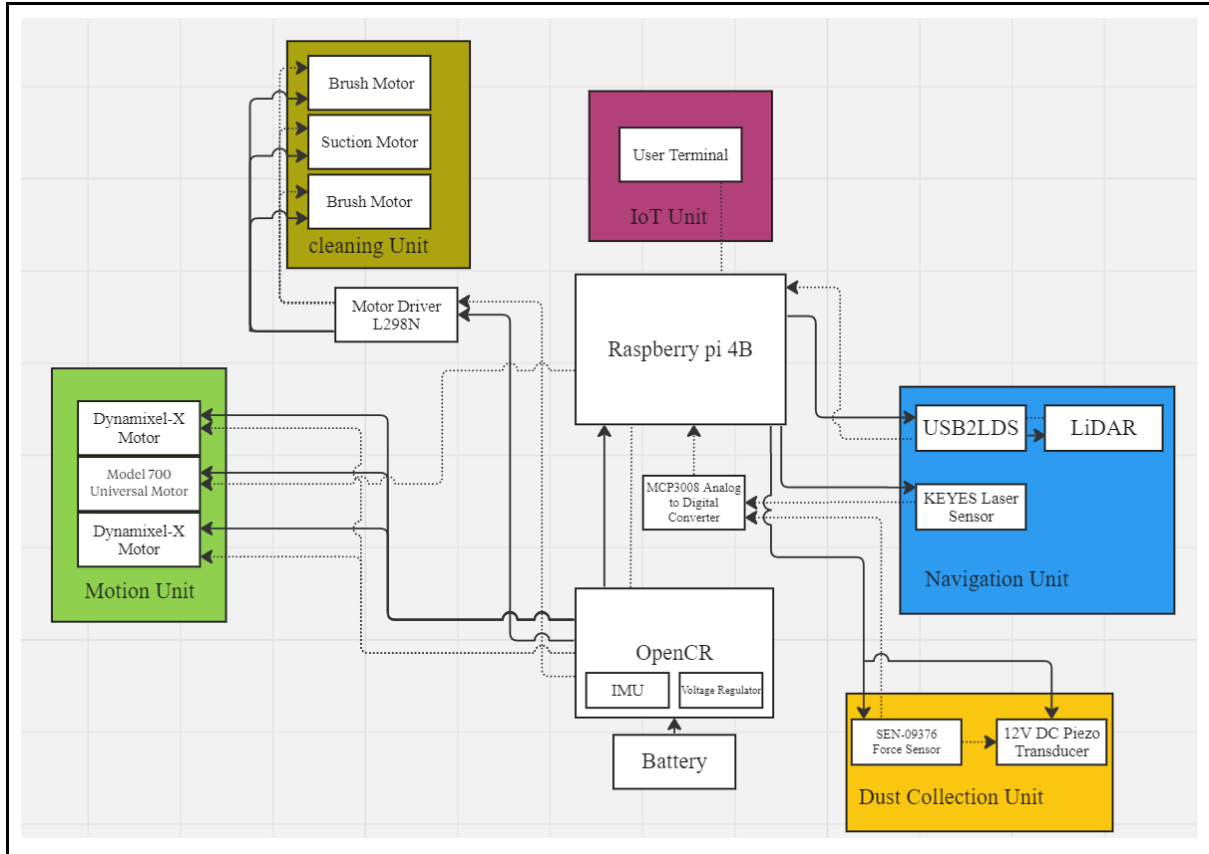 Brush Motor
Suction Motor
Brush Motor
cleaning Unit
User Terminal
IoT Unit
Motor Driver
L298N
Raspberry pi 4B
Dynamixel-X
Motor
Model 700
Universal Motor
Dynamixel-X
Motor
Motion Unit
USB2LDS
LiDAR
KEYES Laser
Sensor
Navigation Unit
MCP3008 Analog
to Digital
Converter
OpenCR
IMU
Voltage Regulator
Battery
SEN-09376
Force Sensor
12V DC Piezo
Transducer
Dust Collection Unit